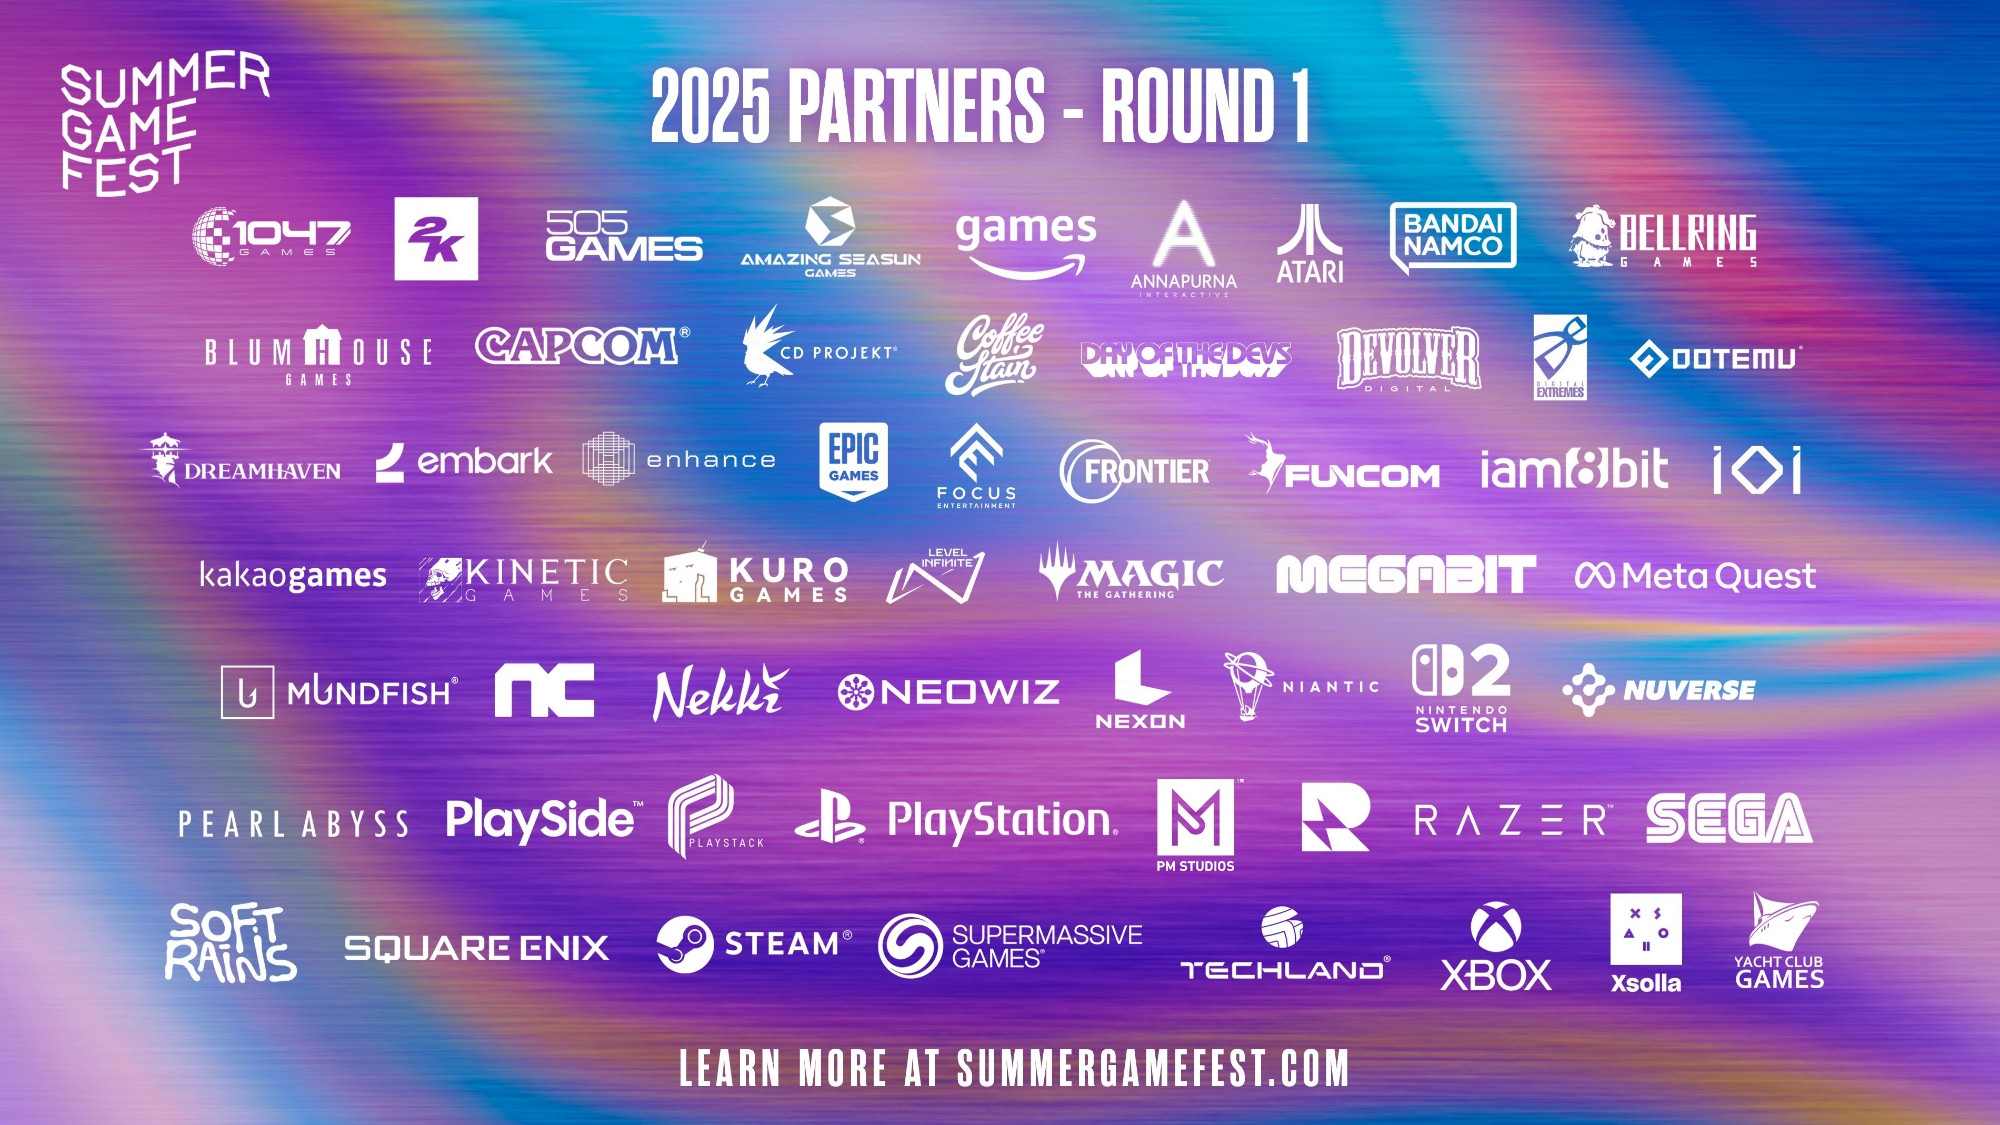 SUMMER
GAME
FEST
2025 PARTNERS - ROUND 1
1047
GAMES
2K
505
GAMES
AMAZING SEASUN
GAMES
games
ANNAPURNA
INTERACTIVE
ATARI
BANDAI
NAMCO
BELLRING
GAMES
BLUMHOUSE
GAMES
CAPCOM®
CD PROJEKT®
Coffee
Stain
DAY OF THE DEVS
DEVOLVER
DIGITAL
DIGITAL
EXTREMES
DOTEMU
DREAMHAVEN
embark
enhance
EPIC
GAMES
FOCUS
ENTERTAINMENT
FRONTIER
FUNCOM
iam8bit
IOI
kakaogames
KINETIC
GAMES
KURO
GAMES
LEVEL
INFINITE
MAGIC
THE GATHERING
MEGABIT
Meta Quest
MUNDFISH®
NC
Nekki
NEOWIZ
NEXON
NIANTIC
2
NINTENDO
SWITCH
NUVERSE
PEARL ABYSS
PlaySide™
PLAYSTACK
PlayStation®
PM STUDIOS
R
RAZER™
SEGA
SOFT
RAINS
SQUARE ENIX
STEAM®
SUPERMASSIVE
GAMES®
TECHLAND®
XBOX
Xsolla
YACHT CLUB
GAMES
LEARN MORE AT SUMMERGAMEFEST.COM